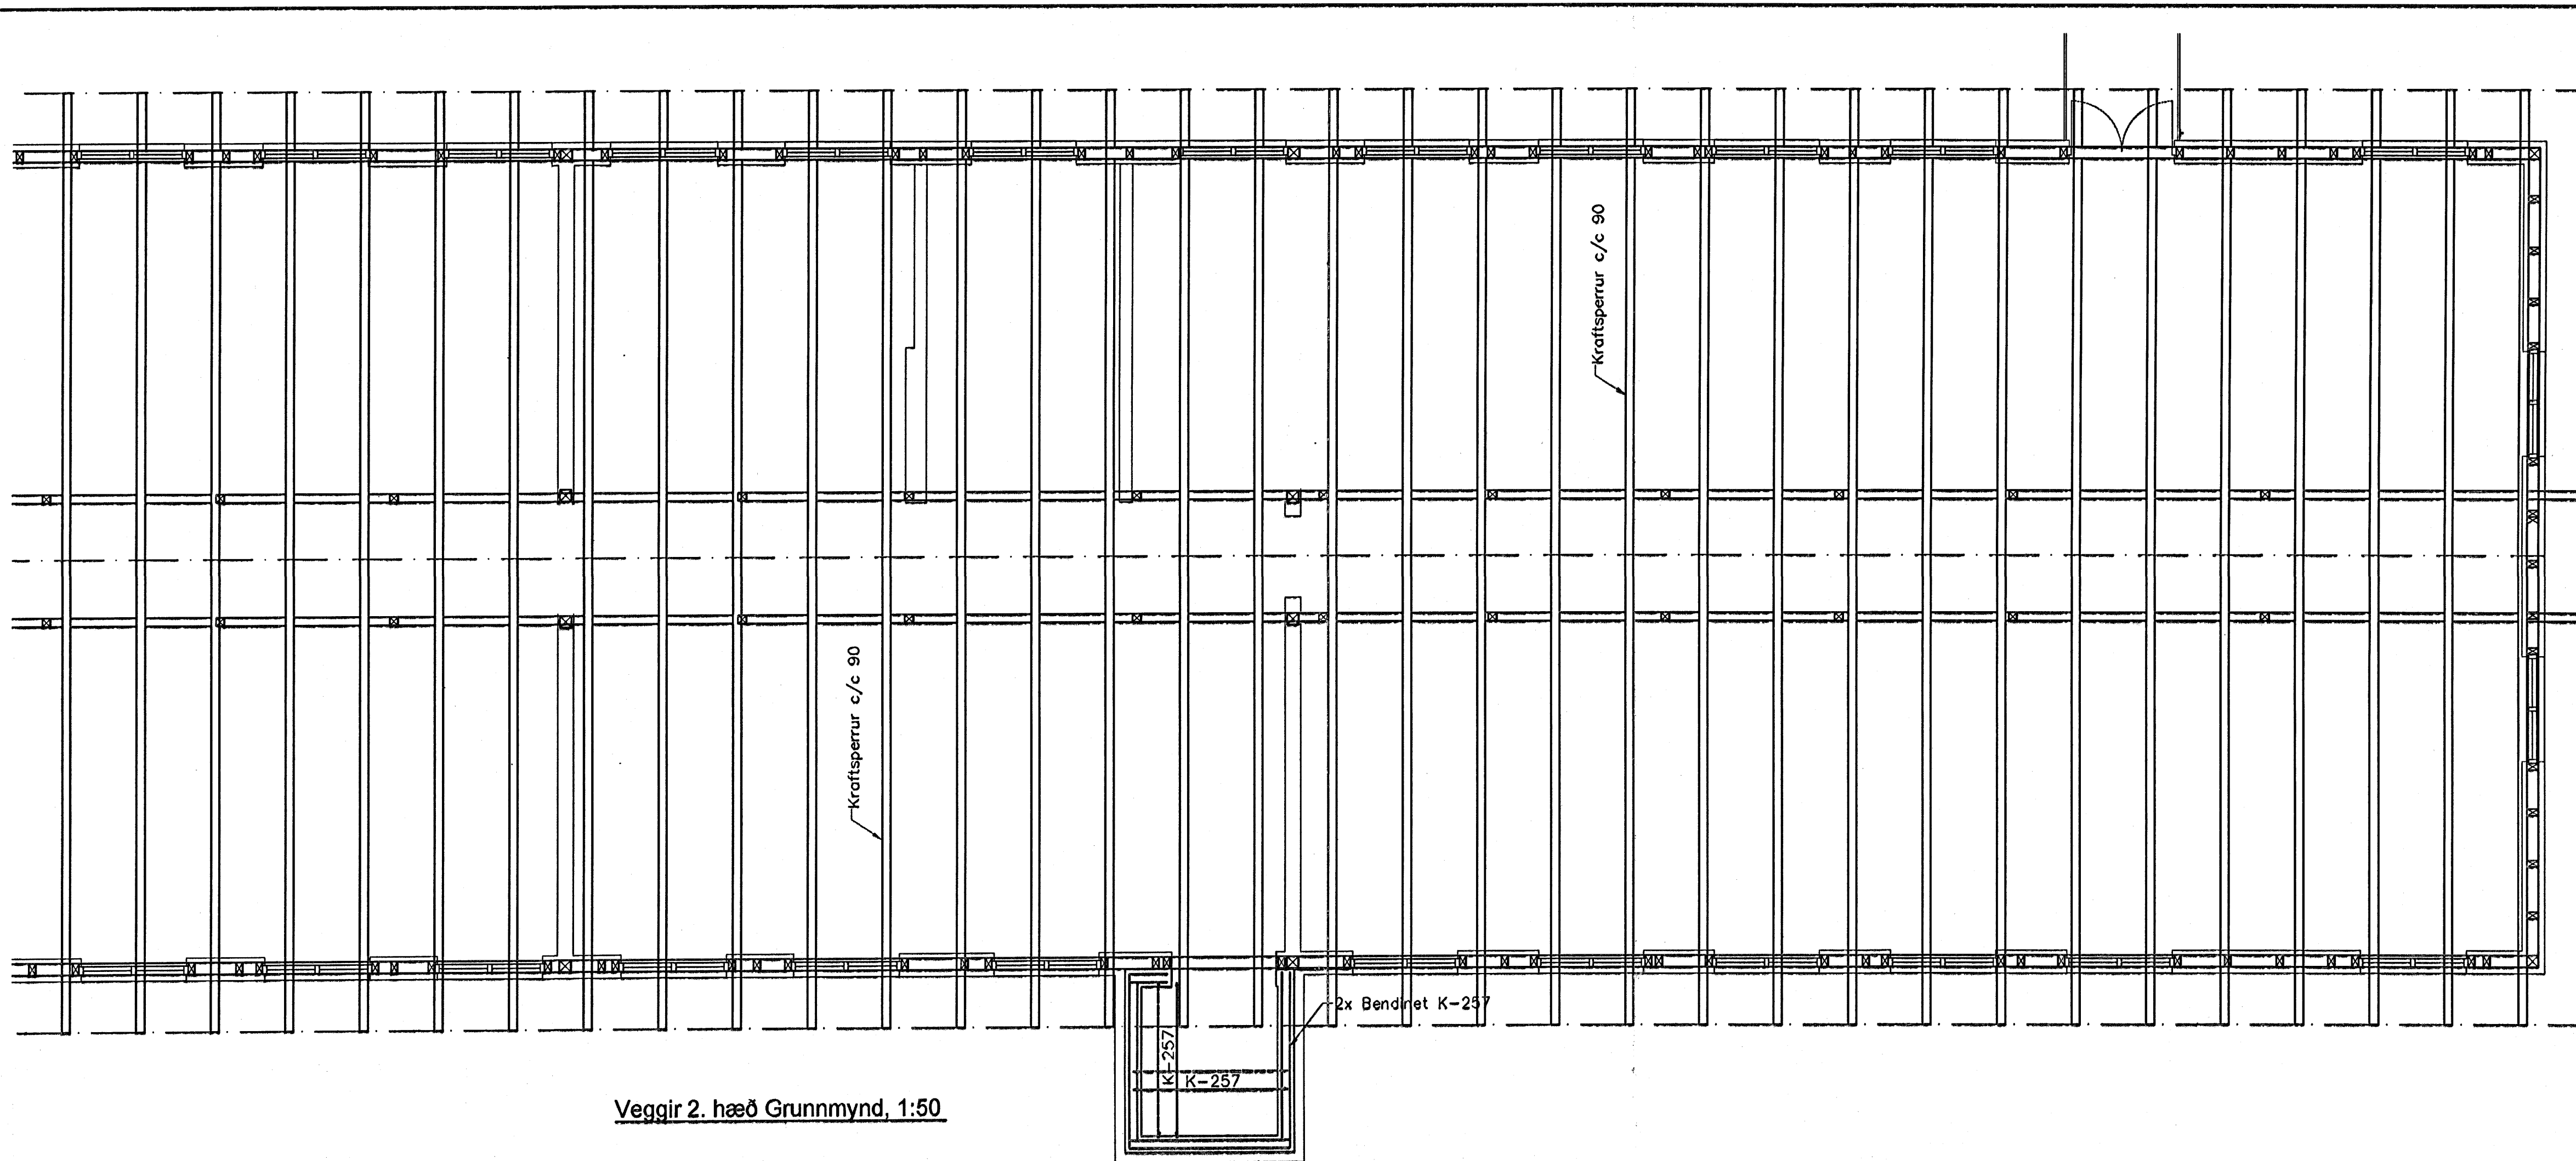 Kraftsperrur c/c 90
Kraftsperrur c/c 90
2x Bendinet K-257
K-257
K-257
Veggir 2. hæð Grunnmynd, 1:50